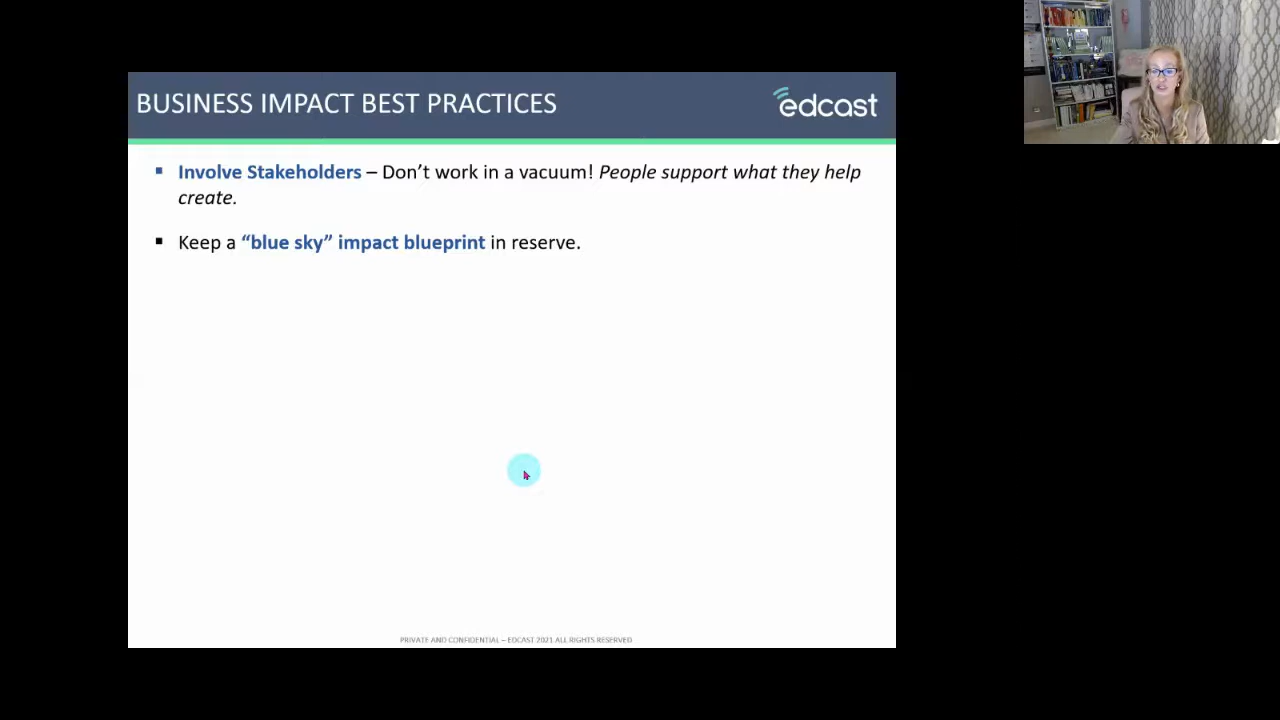 BUSINESS IMPACT BEST PRACTICES
edcast
▪ Involve Stakeholders – Don’t work in a vacuum! People support what they help
create.
▪ Keep a “blue sky” impact blueprint in reserve.
PRIVATE AND CONFIDENTIAL – EDCAST 2021 ALL RIGHTS RESERVED